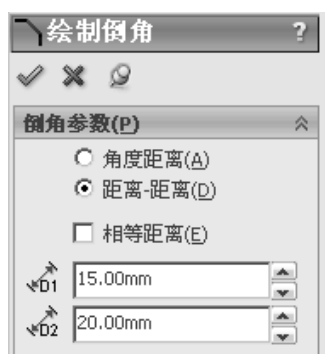 绘制倒角 ?
倒角参数(P)
角度距离(A)
距离-距离(D)
相等距离(E)
D1 15.00mm
D2 20.00mm